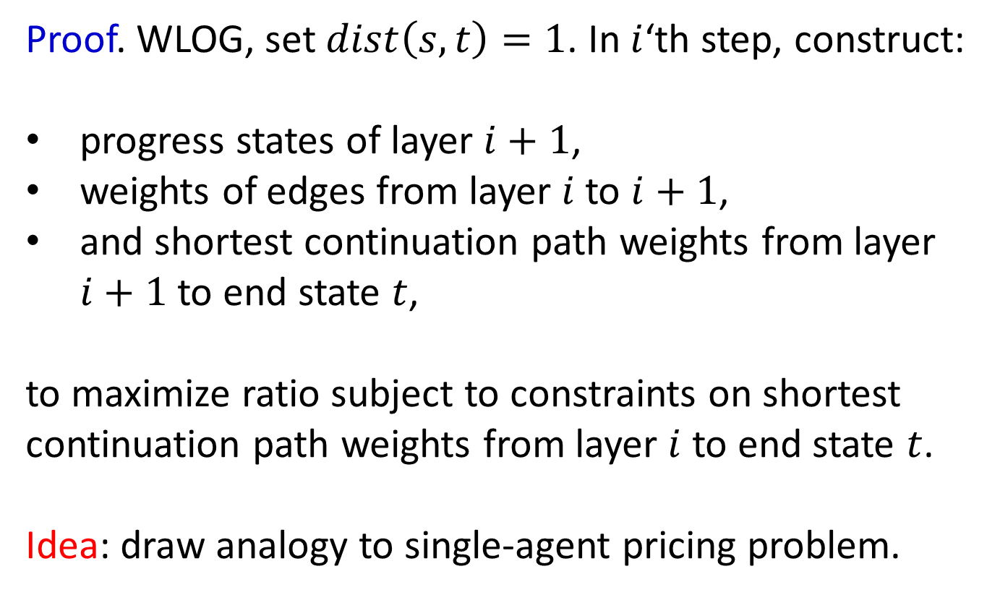 Proof. WLOG, set dist(s, t) = 1. In i‘th step, construct:
• progress states of layer i + 1,
• weights of edges from layer i to i + 1,
• and shortest continuation path weights from layer
i + 1 to end state t,
to maximize ratio subject to constraints on shortest
continuation path weights from layer i to end state t.
Idea: draw analogy to single-agent pricing problem.